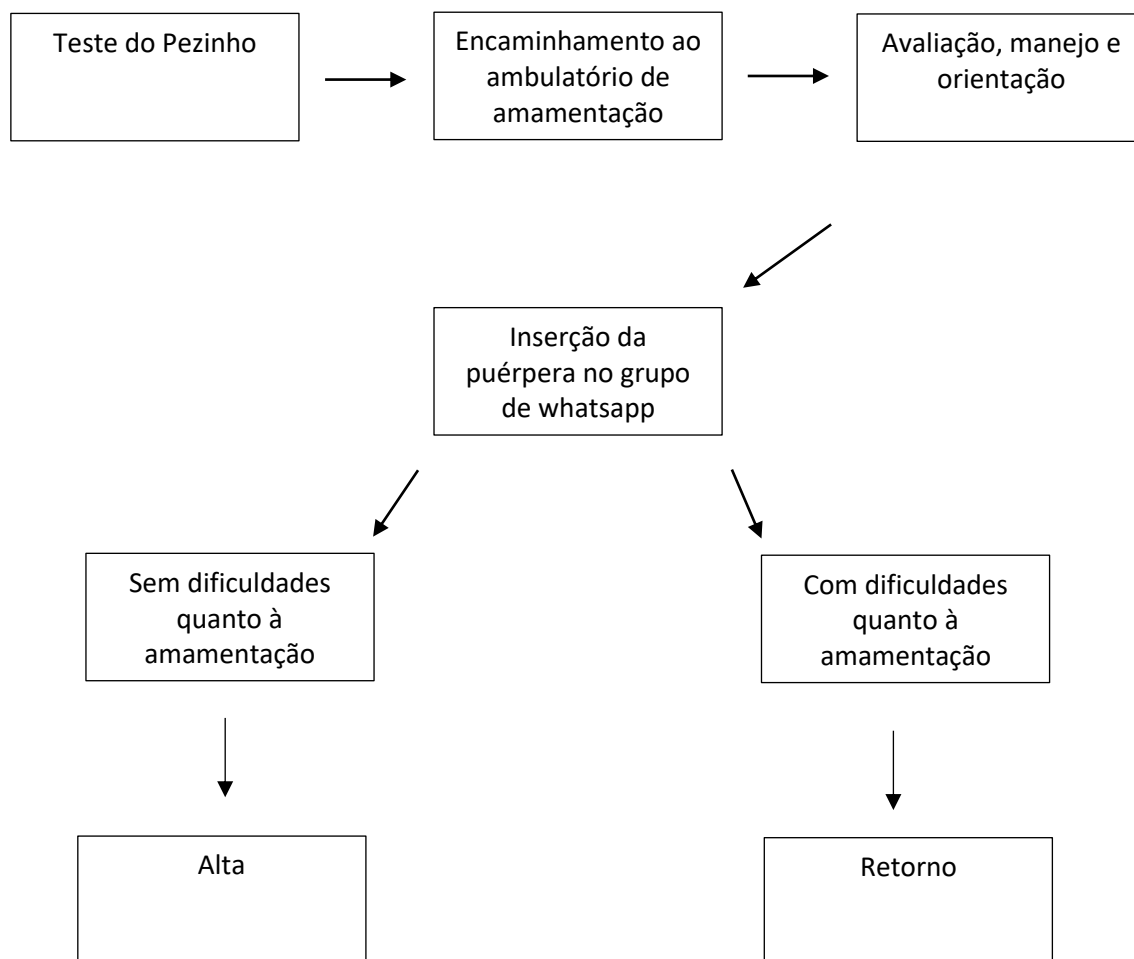 Teste do Pezinho
Encaminhamento ao
ambulatório de
amamentação
Avaliação, manejo e
orientação
Inserção da
puérpera no grupo
de whatsapp
Sem dificuldades
quanto à
amamentação
Com dificuldades
quanto à
amamentação
Alta
Retorno